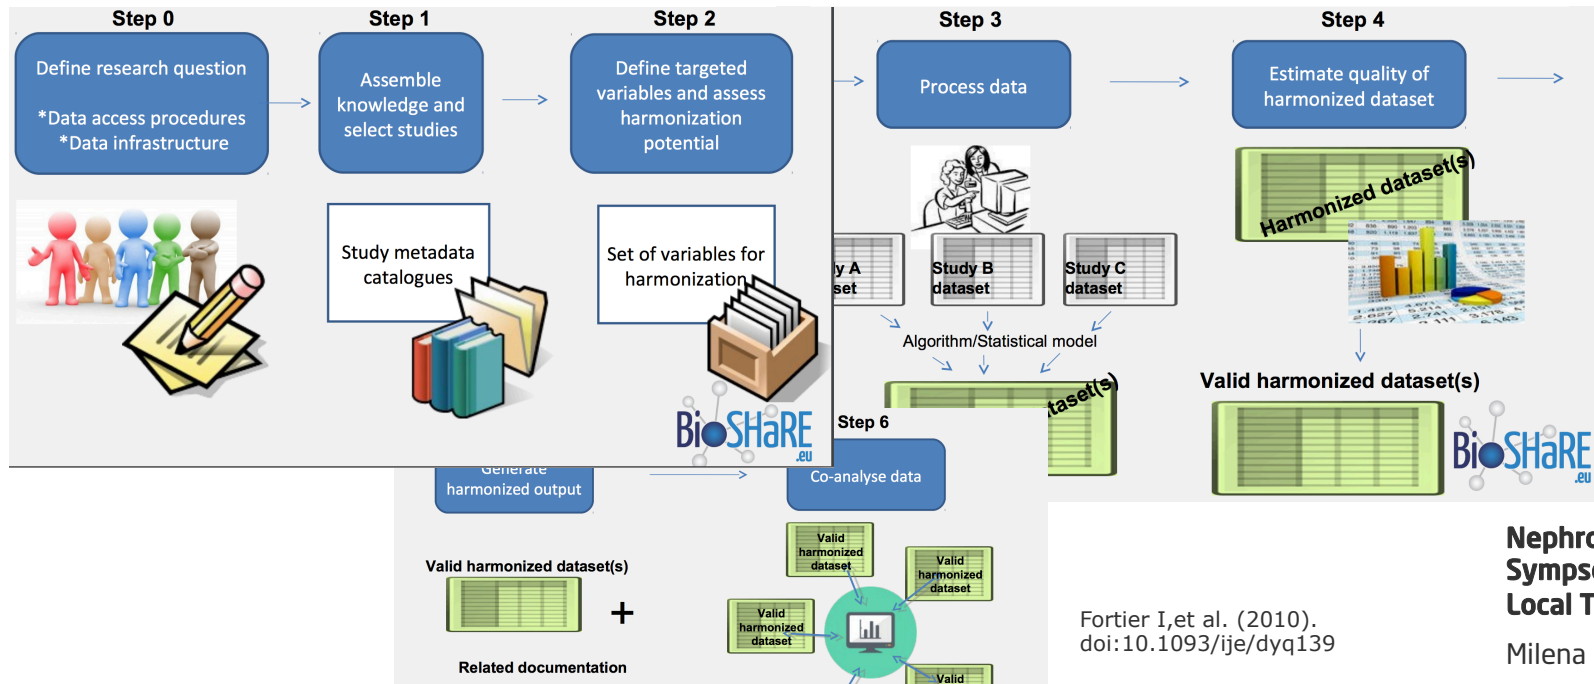 Step 0
Define research question
*Data access procedures
*Data infrastructure
Step 1
Assemble
knowledge and
select studies
Study metadata
catalogues
Step 2
Define targeted
variables and assess
harmonization
potential
Set of variables for
harmonization
BioSHaRE
.eu
Step 3
Process data
Study B
dataset
Study C
dataset
Algorithm/Statistical model
Step 4
Estimate quality of
harmonized dataset
Harmonized dataset(s)
Valid harmonized dataset(s)
BioSHaRE
.eu
Generate
harmonized output
Valid harmonized dataset(s)
+
Related documentation
Step 6
Co-analyse data
Valid
harmonized
dataset
Valid
harmonized
dataset
Valid
harmonized
dataset
Valid
Fortier I,et al. (2010).
doi:10.1093/ije/dyq139
Nephro
Sympso
Local T
Milena